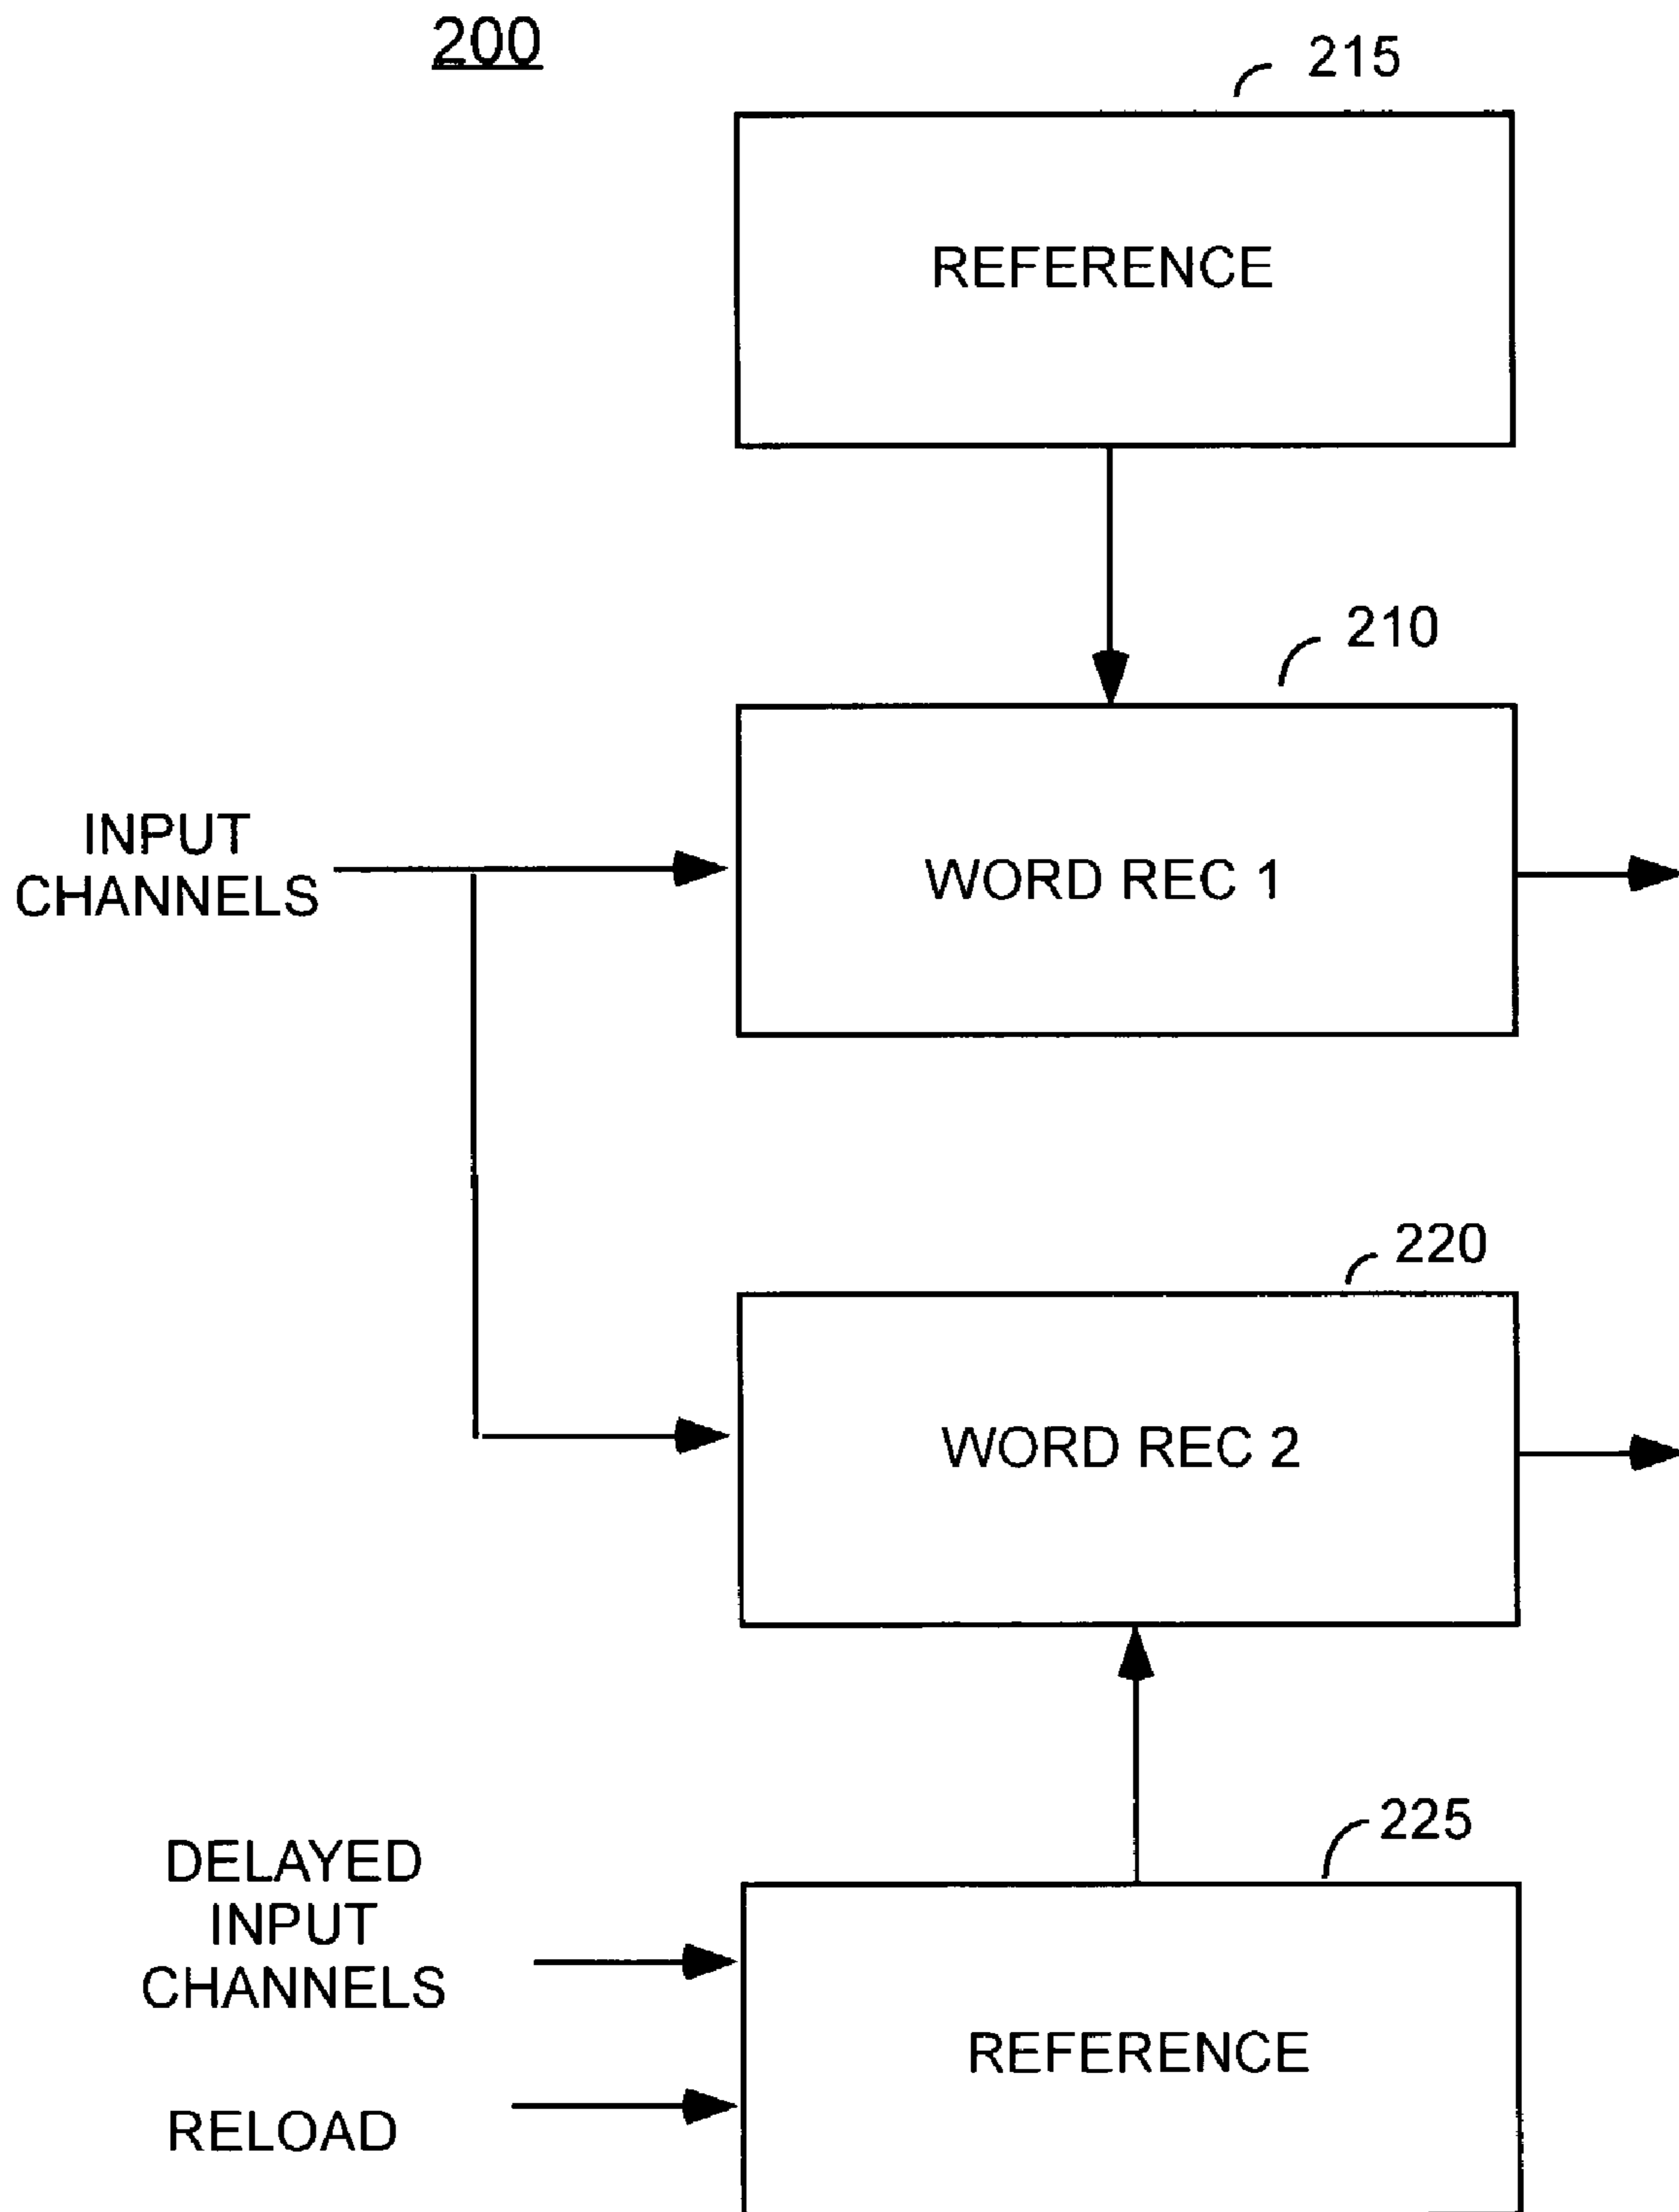 200
215
REFERENCE
210
INPUT
CHANNELS
WORD REC 1
220
WORD REC 2
225
DELAYED
INPUT
CHANNELS
REFERENCE
RELOAD